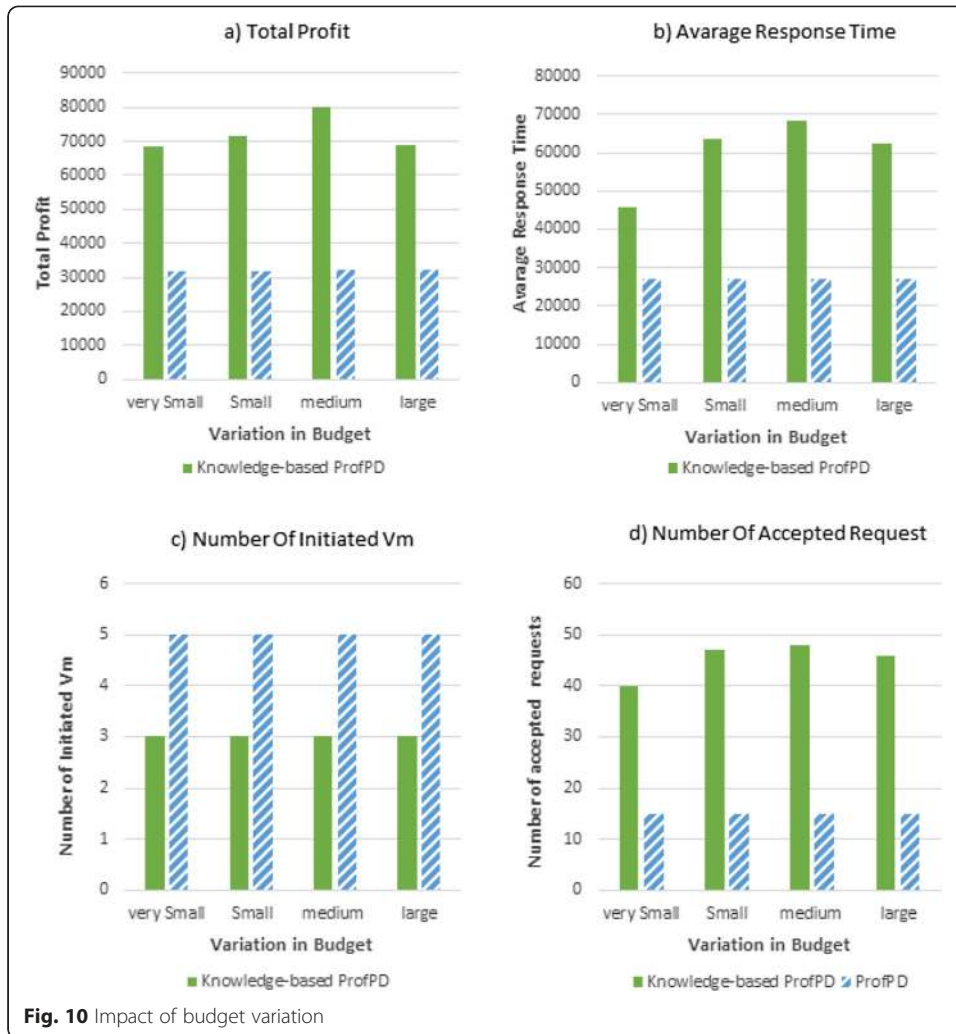 a) Total Profit
90000
80000
70000
60000
50000
40000
30000
20000
10000
0
Total Profit
very Small Small medium large
Variation in Budget
Knowledge-based ProfPD
b) Avarage Response Time
80000
70000
60000
50000
40000
30000
20000
10000
0
Avarage Response Time
very Small Small medium large
Variation in Budget
Knowledge-based ProfPD
c) Number Of Initiated Vm
6
5
4
3
2
1
0
Number of Initiated Vm
very Small Small medium large
Variation in Budget
Knowledge-based ProfPD
d) Number Of Accepted Request
60
50
40
30
20
10
0
Number of accepted requests
very Small Small medium large
Variation in Budget
Knowledge-based ProfPD ProfPD
Fig. 10 Impact of budget variation